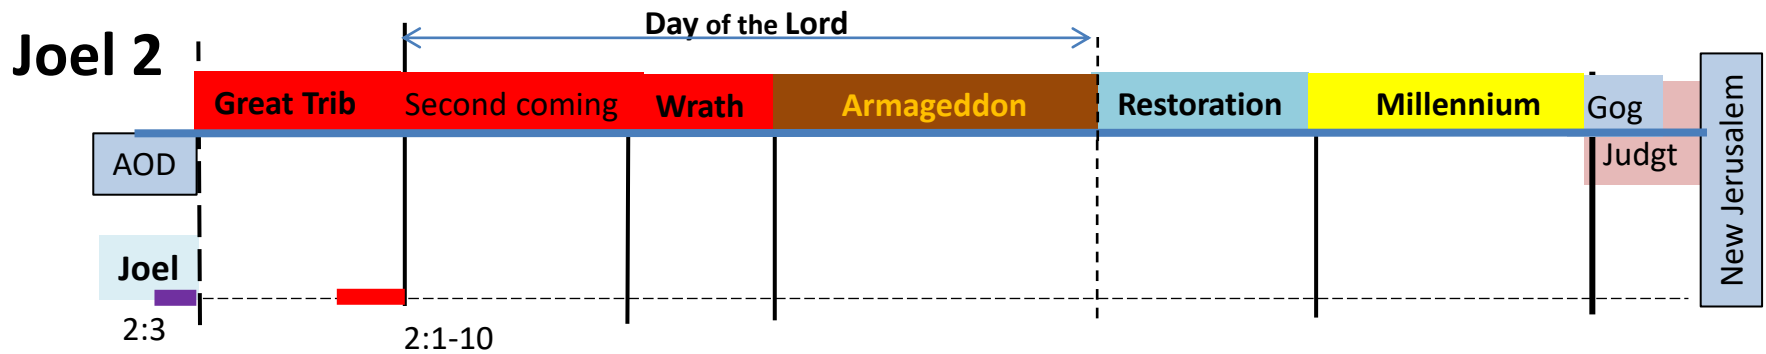 Joel 2
Day of the Lord
Great Trib
Second coming
Wrath
Armageddon
Restoration
Millennium
Gog
Judgt
New Jerusalem
AOD
Joel
2:3
2:1-10